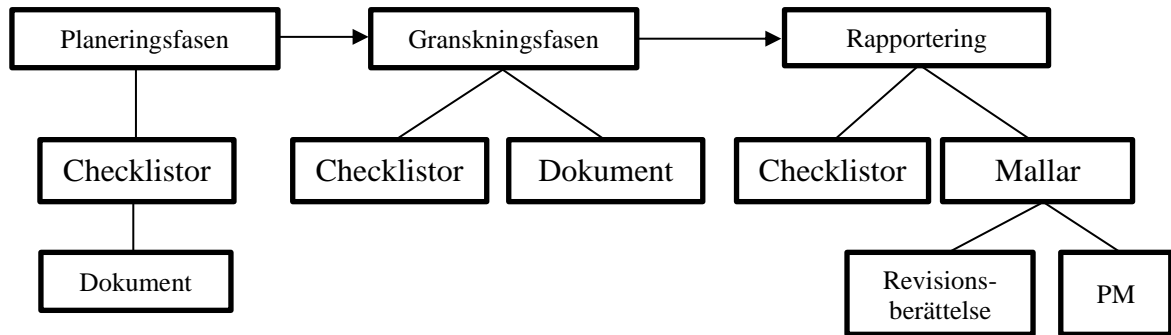 Planeringsfasen
Granskningsfasen
Rapportering
Checklistor
Checklistor
Dokument
Checklistor
Mallar
Dokument
Revisions-
berättelse
PM